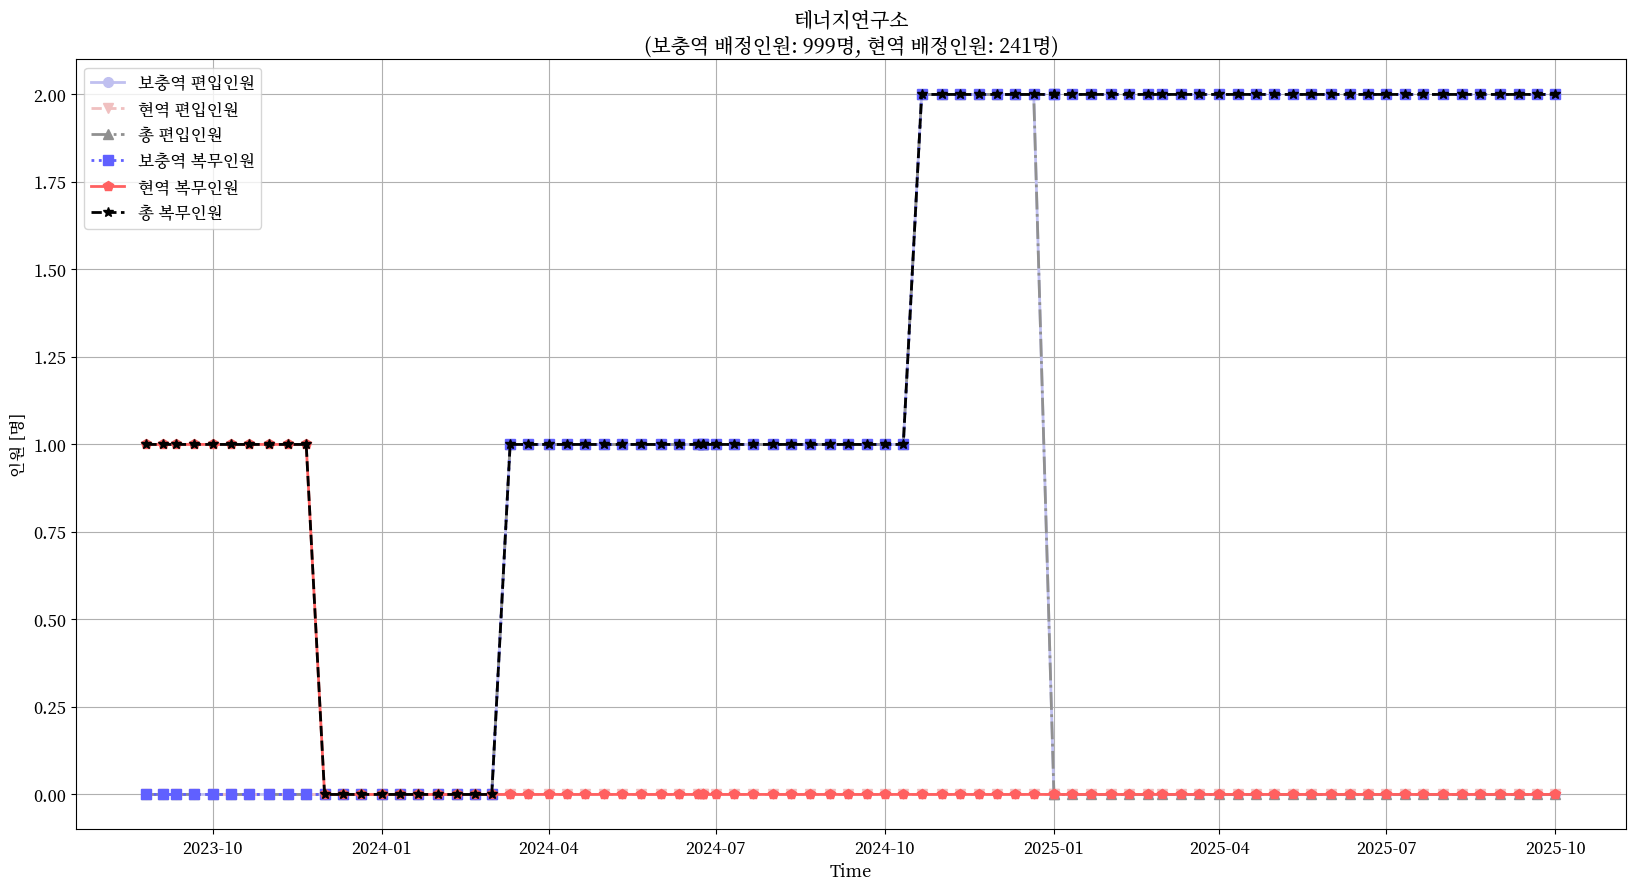 테너지연구소
(보충역 배정인원: 999명, 현역 배정인원: 241명)
보충역 편입인원
현역 편입인원
총 편입인원
보충역 복무인원
현역 복무인원
총 복무인원
인원 [명]
2.00
1.75
1.50
1.25
1.00
0.75
0.50
0.25
0.00
2023-10 2024-01 2024-04 2024-07 2024-10 2025-01 2025-04 2025-07 2025-10
Time